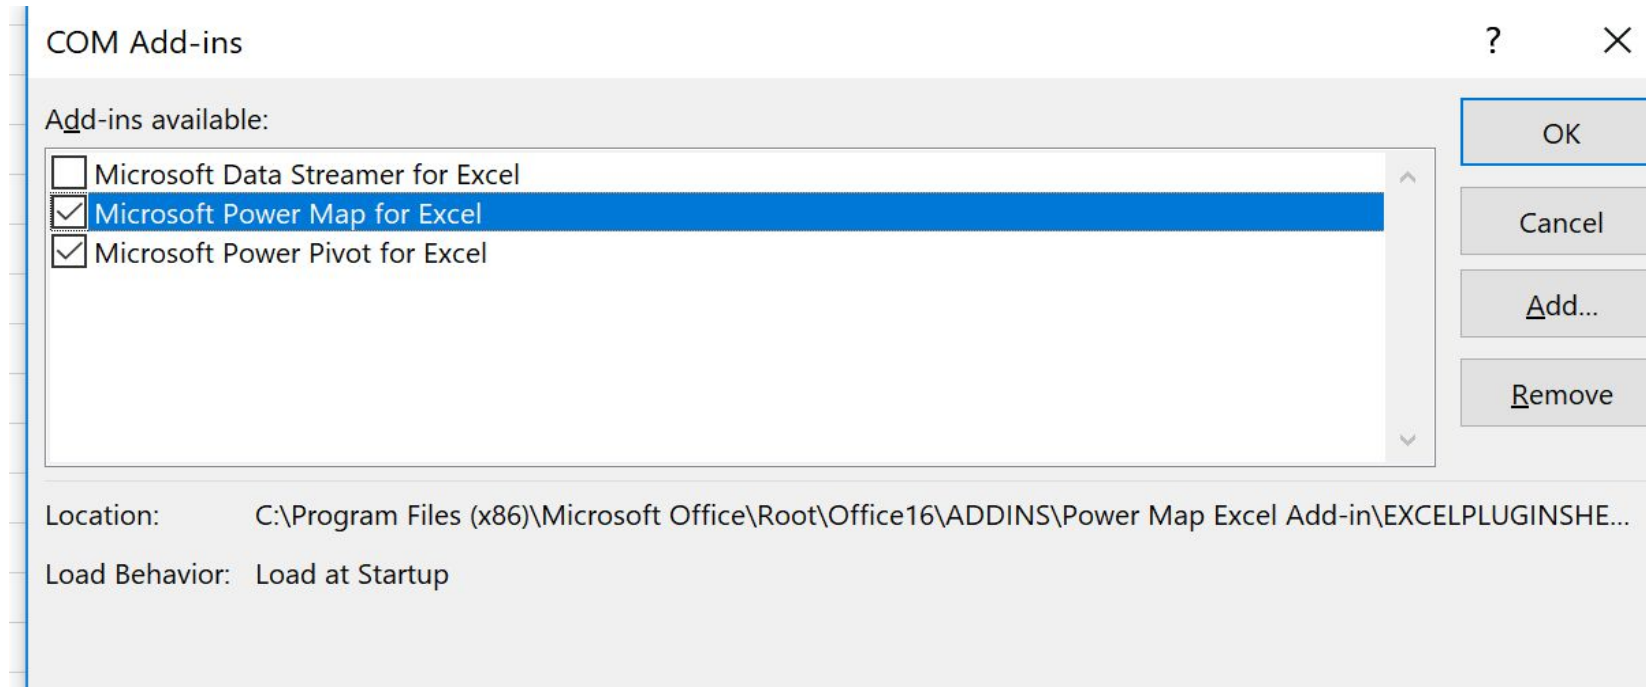 COM Add-ins
?
Add-ins available:
OK
Microsoft Data Streamer for Excel
Microsoft Power Map for Excel
Cancel
Microsoft Power Pivot for Excel
Add...
Remove
Location: C:\Program Files (x86)\Microsoft Office\Root\Office16\ADDINS\Power Map Excel Add-in\EXCELPLUGINSHE...
Load Behavior: Load at Startup